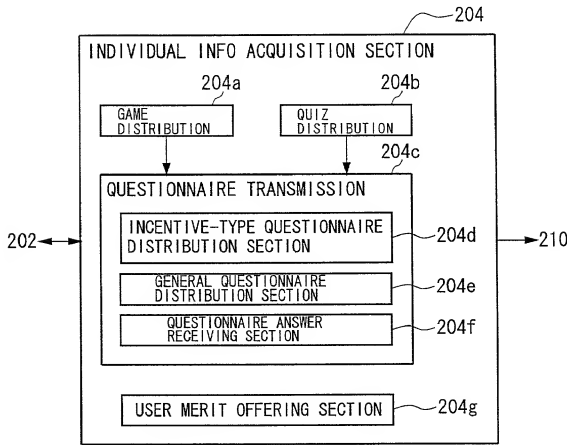 204
INDIVIDUAL INFO ACQUISITION SECTION
204a
204b
GAME
DISTRIBUTION
QUIZ
DISTRIBUTION
204c
QUESTIONNAIRE TRANSMISSION
INCENTIVE-TYPE QUESTIONNAIRE
DISTRIBUTION SECTION
204d
202
210
GENERAL QUESTIONNAIRE
DISTRIBUTION SECTION
204e
QUESTIONNAIRE ANSWER
RECEIVING SECTION
204f
USER MERIT OFFERING SECTION
204g